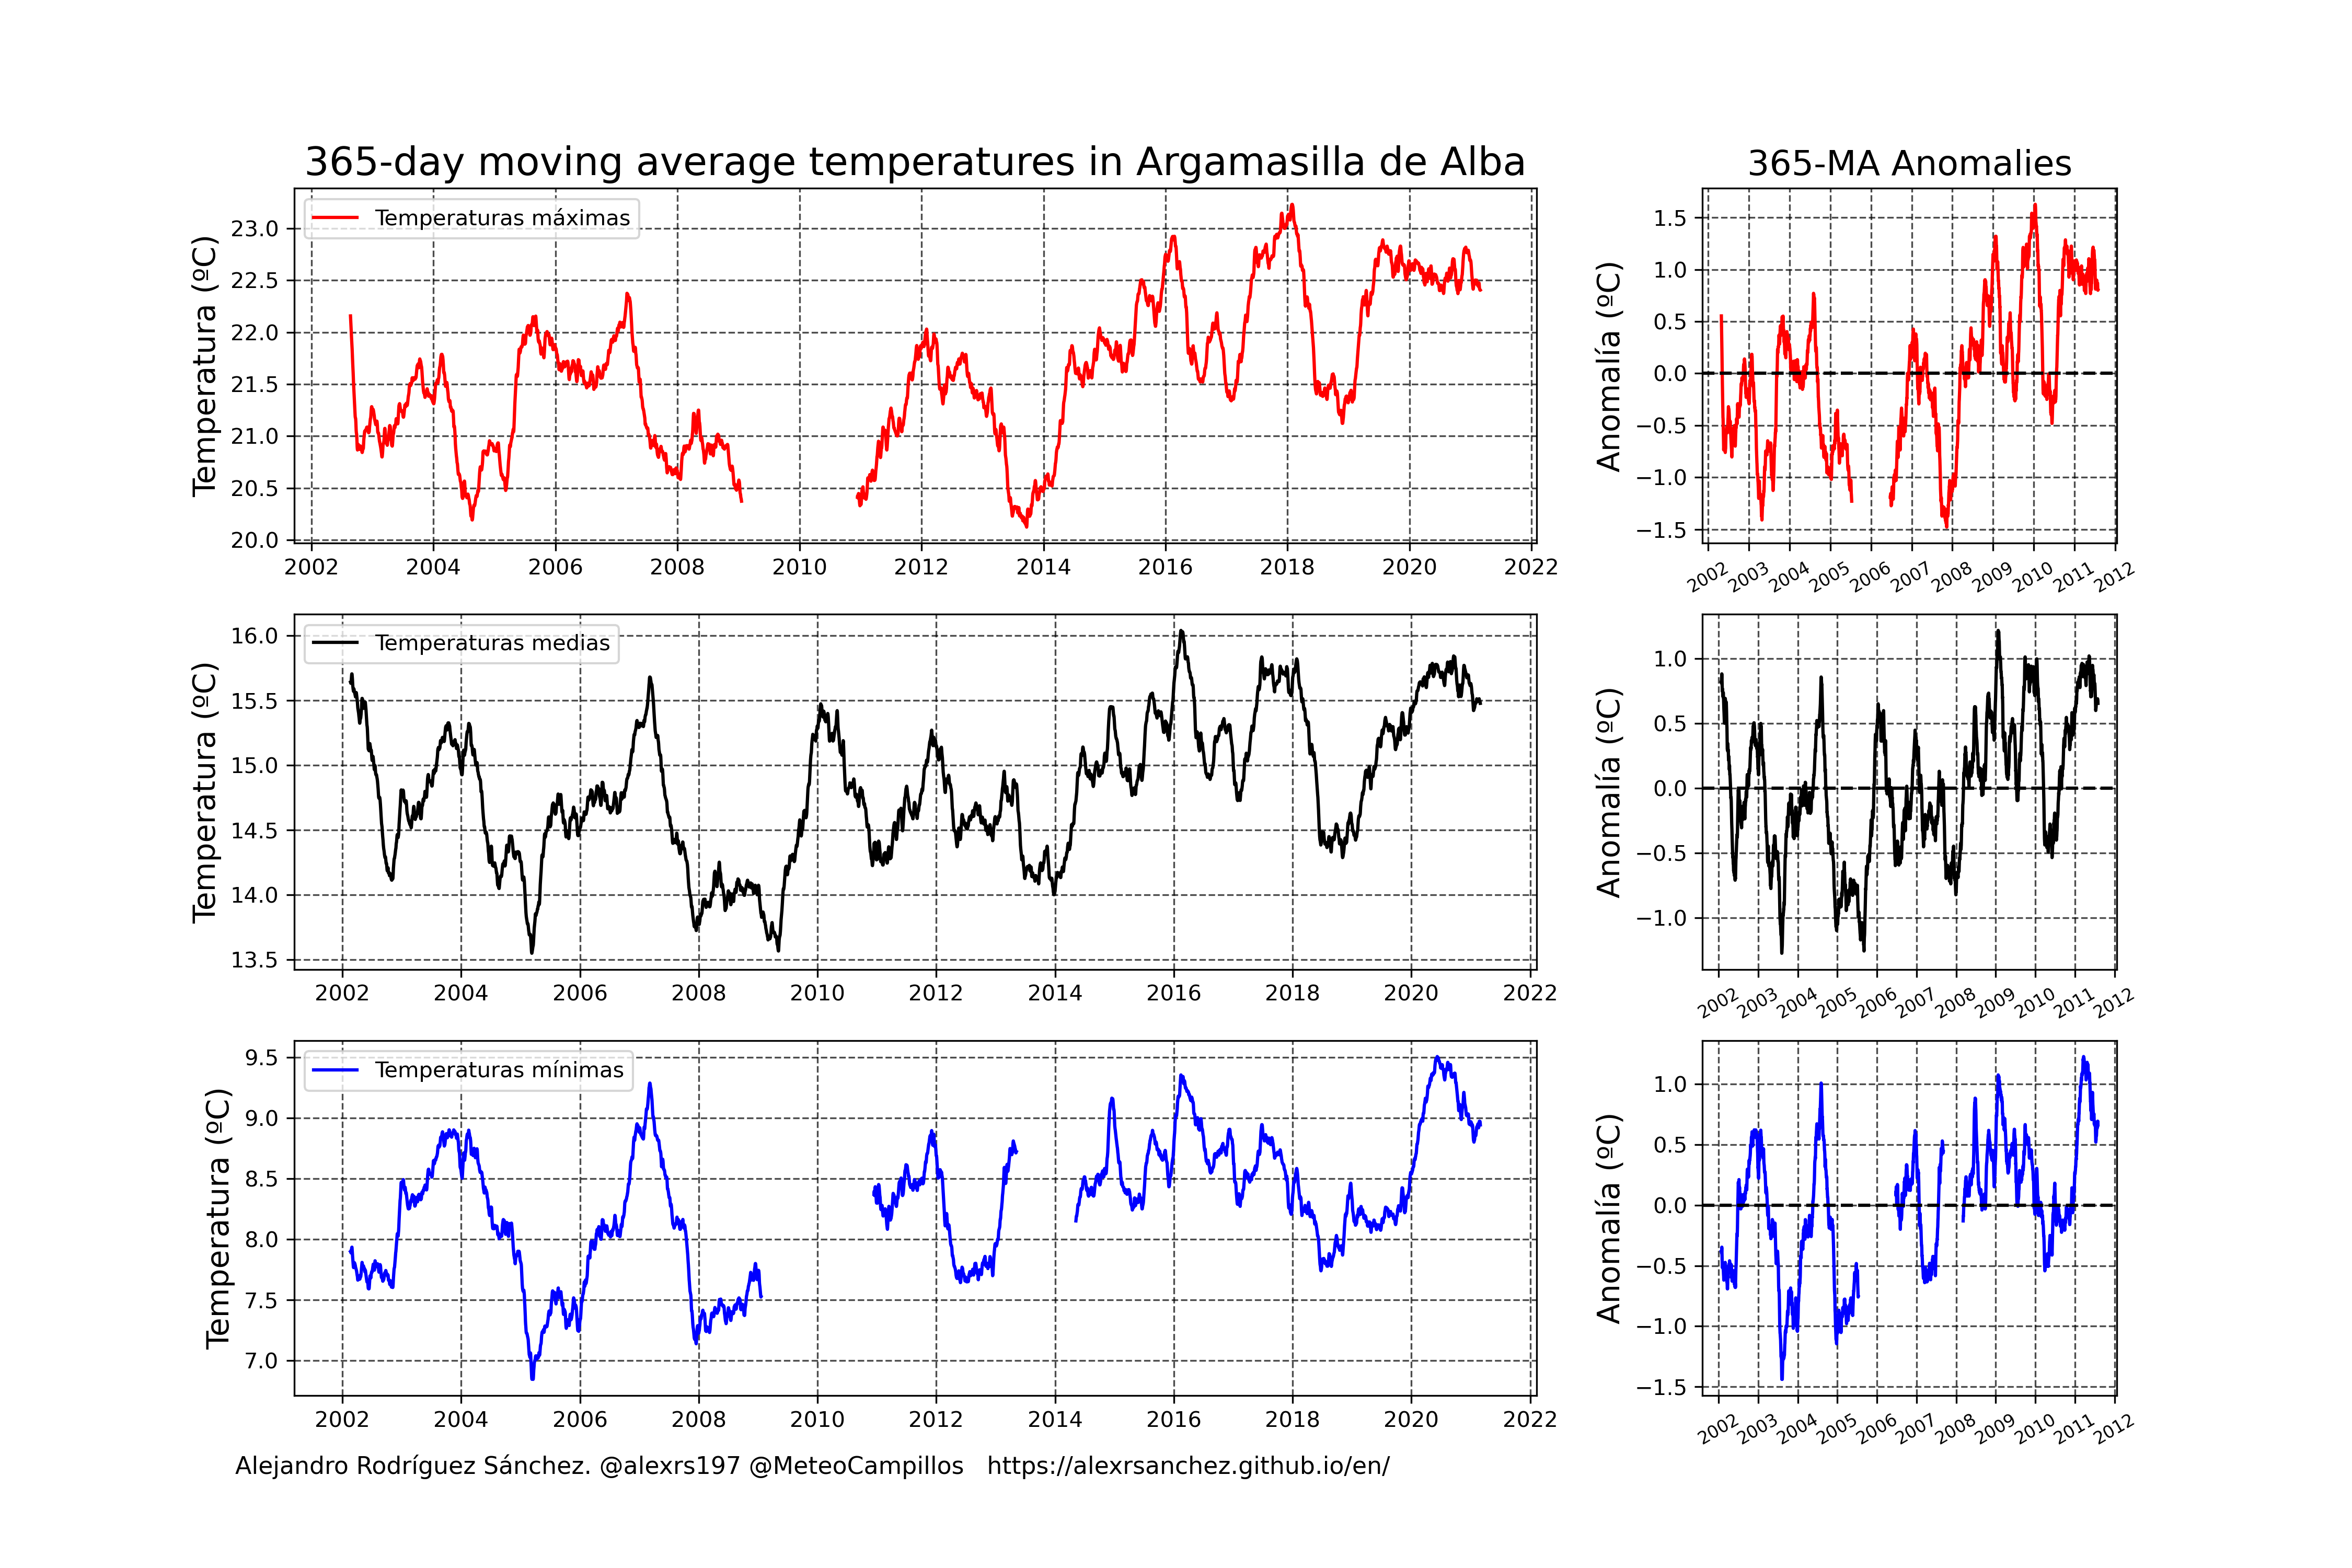 365-day moving average temperatures in Argamasilla de Alba
365-MA Anomalies
Temperatura (ºC)
23.0
22.5
22.0
21.5
21.0
20.5
20.0
Temperaturas máximas
2002 2004 2006 2008 2010 2012 2014 2016 2018 2020 2022
Anomalía (ºC)
1.5
1.0
0.5
0.0
−0.5
−1.0
−1.5
2002 2003 2004 2005 2006 2007 2008 2009 2010 2011 2012
Temperatura (ºC)
16.0
15.5
15.0
14.5
14.0
13.5
Temperaturas medias
2002 2004 2006 2008 2010 2012 2014 2016 2018 2020 2022
Anomalía (ºC)
1.0
0.5
0.0
−0.5
−1.0
2002 2003 2004 2005 2006 2007 2008 2009 2010 2011 2012
Temperatura (ºC)
9.5
9.0
8.5
8.0
7.5
7.0
Temperaturas mínimas
2002 2004 2006 2008 2010 2012 2014 2016 2018 2020 2022
Anomalía (ºC)
1.0
0.5
0.0
−0.5
−1.0
−1.5
2002 2003 2004 2005 2006 2007 2008 2009 2010 2011 2012
Alejandro Rodríguez Sánchez. @alexrs197 @MeteoCampillos https://alexrsanchez.github.io/en/